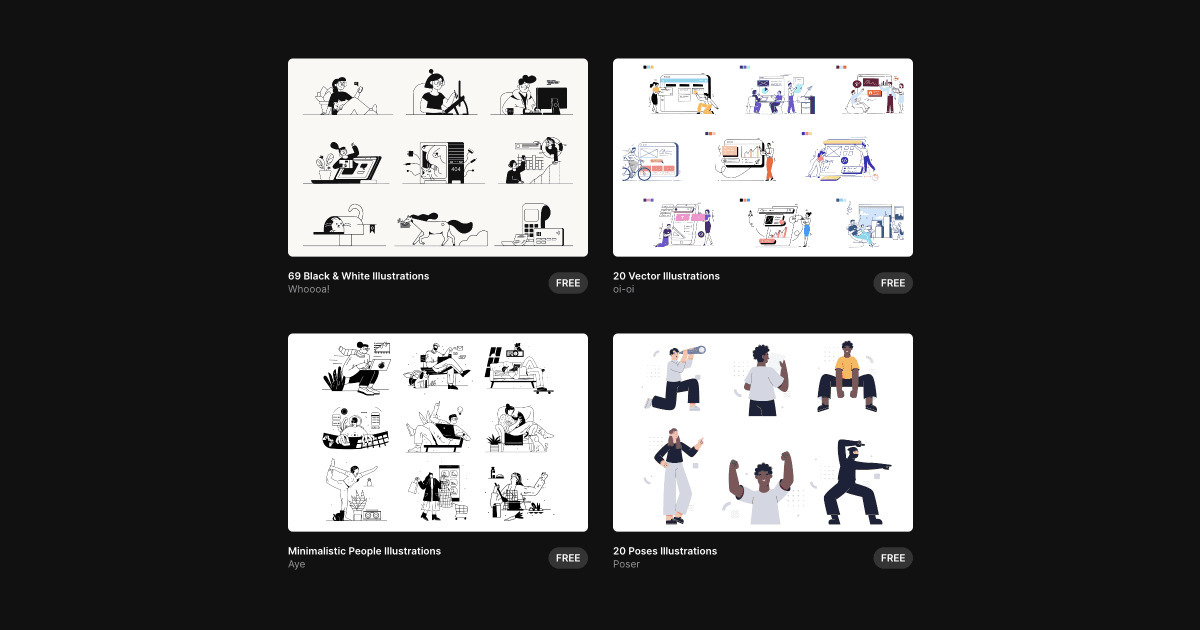 404
69 Black & White Illustrations
Whoooa!
FREE
20 Vector Illustrations
oi-oi
FREE
Minimalistic People Illustrations
Aye
FREE
20 Poses Illustrations
Poser
FREE